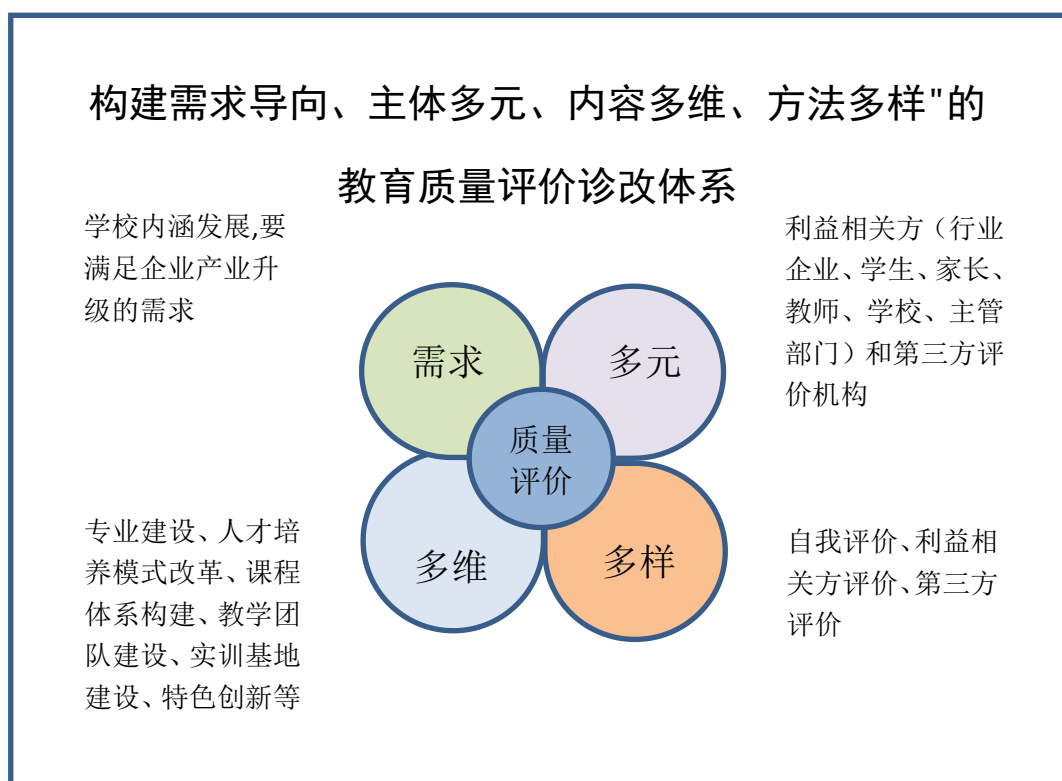 构建需求导向、主体多元、内容多维、方法多样"的
教育质量评价诊改体系
学校内涵发展,要
满足企业产业升
级的需求
利益相关方（行业
企业、学生、家长、
教师、学校、主管
部门）和第三方评
价机构
需求
多元
质量
评价
多维
多样
专业建设、人才培
养模式改革、课程
体系构建、教学团
队建设、实训基地
建设、特色创新等
自我评价、利益相
关方评价、第三方
评价